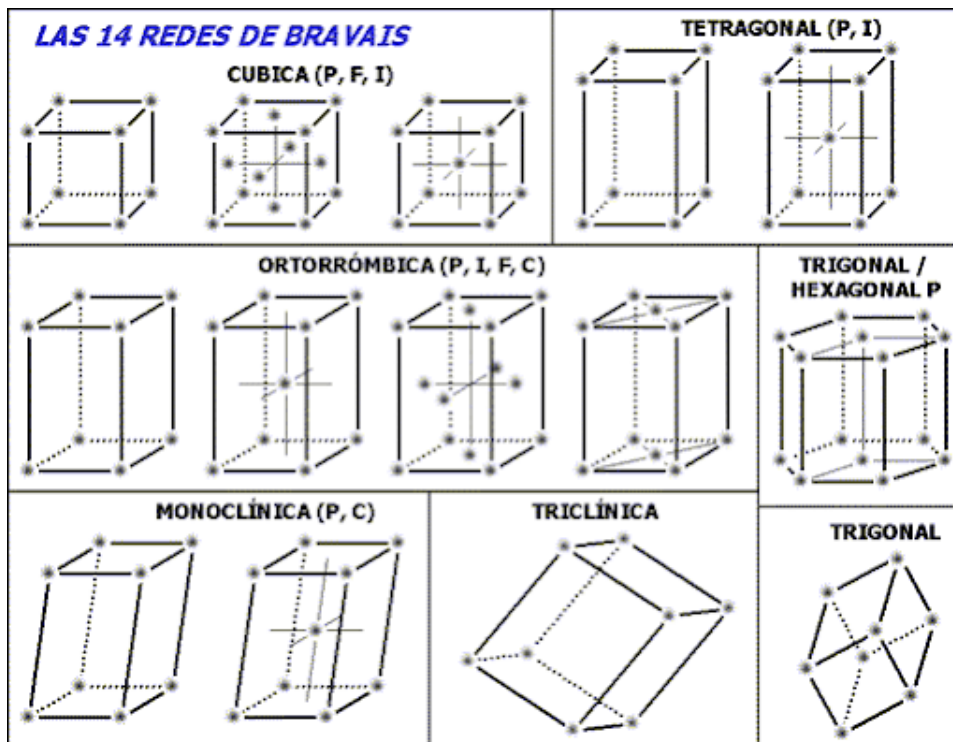 LAS 14 REDES DE BRAVAIS
CUBICA (P, F, I)
TETRAGONAL (P, I)
ORTORRÓMBICA (P, I, F, C)
TRIGONAL /
HEXAGONAL P
MONOCLÍNICA (P, C)
TRICLÍNICA
TRIGONAL